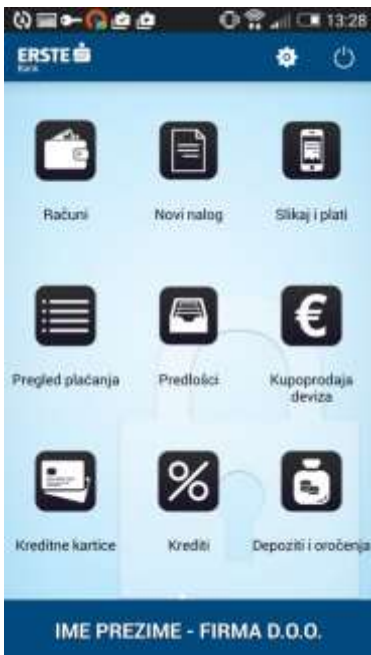 13:28
ERSTE
Bank
Računi
Novi nalog
Slikaj i plati
Pregled plaćanja
Predlošci
Kupoprodaja
deviza
Kreditne kartice
Krediti
Depoziti i oročenja
IME PREZIME - FIRMA D.O.O.